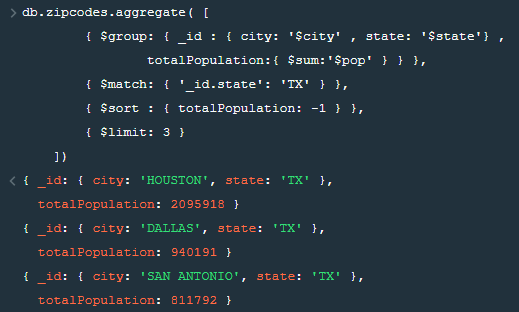 > db.zipcodes.aggregate( [
{ $group: { _id : { city: '$city' , state: '$state'} ,
totalPopulation:{ $sum:'$pop' } } },
{ $match: { '_id.state': 'TX' } },
{ $sort : { totalPopulation: -1 } },
{ $limit: 3 }
])
< { _id: { city: 'HOUSTON', state: 'TX' },
totalPopulation: 2095918 }
{ _id: { city: 'DALLAS', state: 'TX' },
totalPopulation: 940191 }
{ _id: { city: 'SAN ANTONIO', state: 'TX' },
totalPopulation: 811792 }